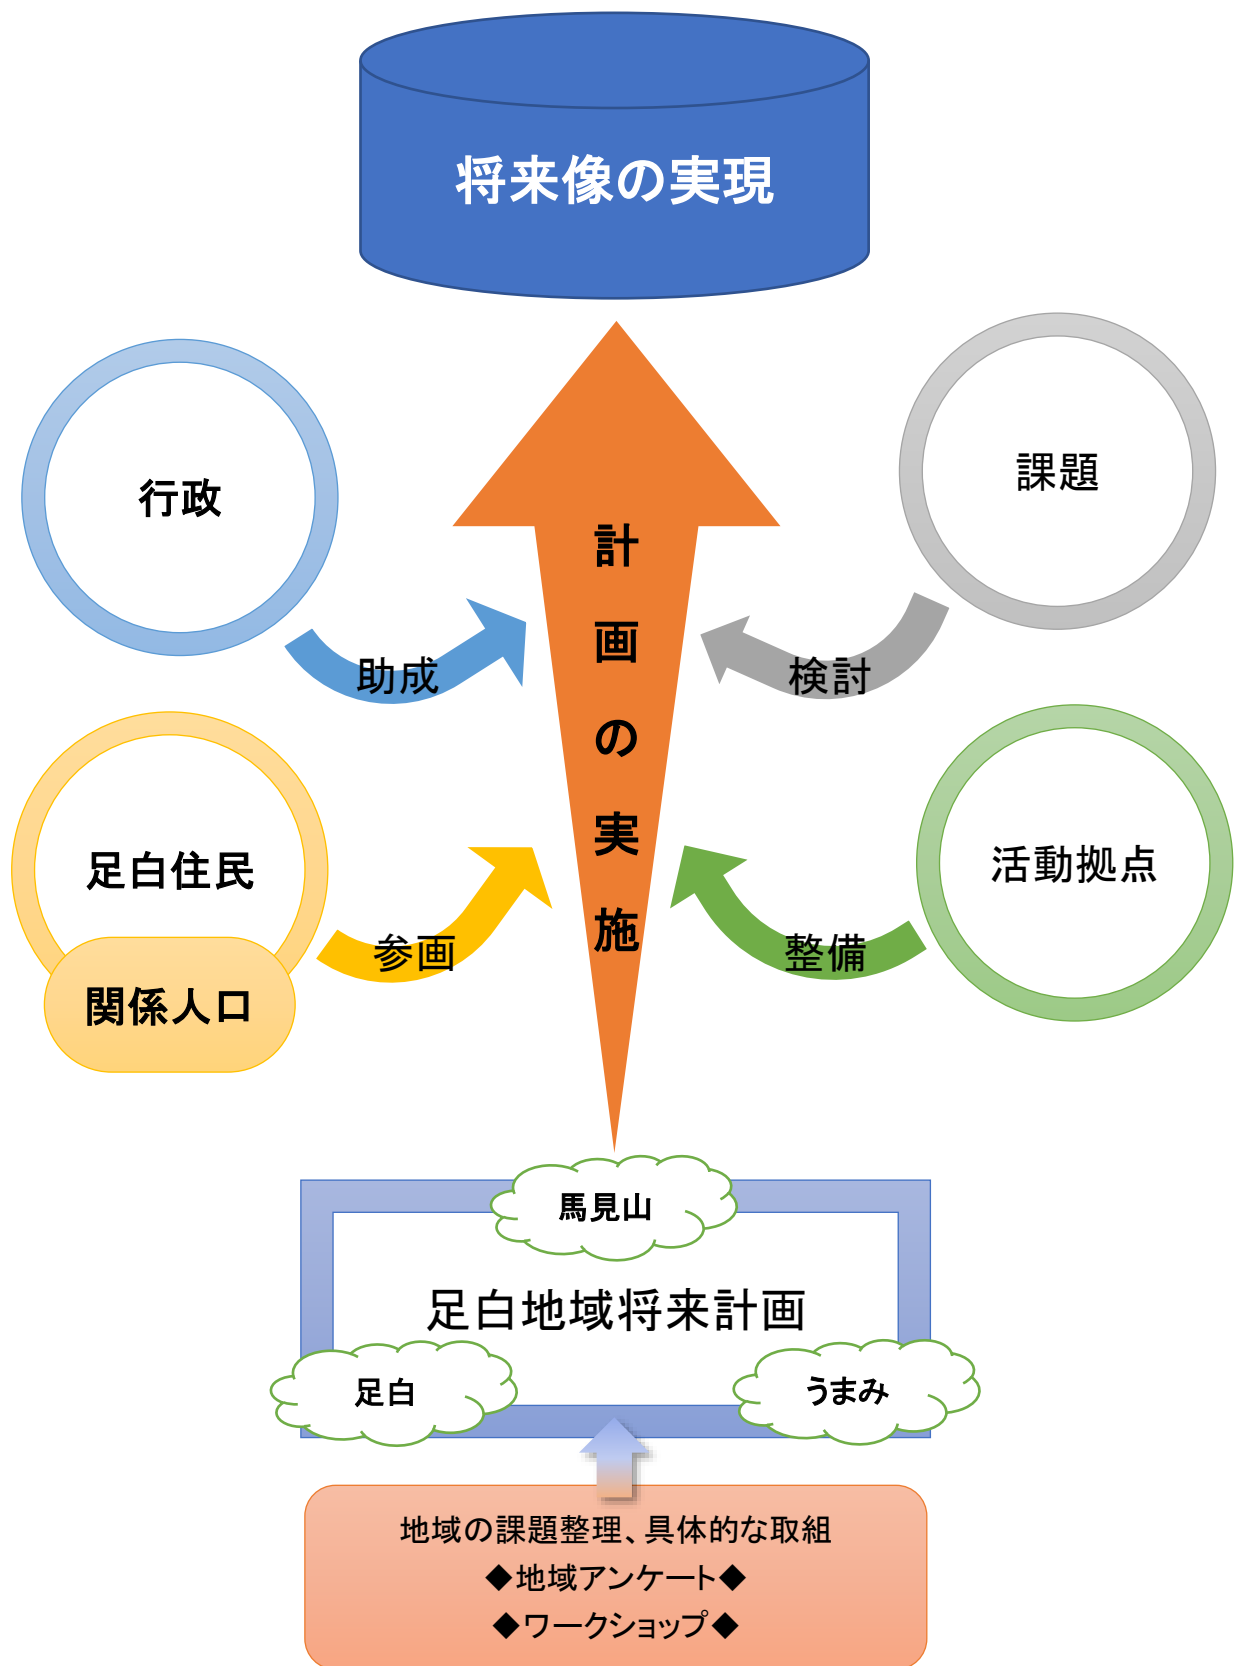 将来像の実現
行政
課題
計画の実施
助成
検討
足白住民
活動拠点
関係人口
参画
整備
馬見山
足白地域将来計画
足白
うまみ
地域の課題整理、具体的な取組
◆地域アンケート◆
◆ワークショップ◆